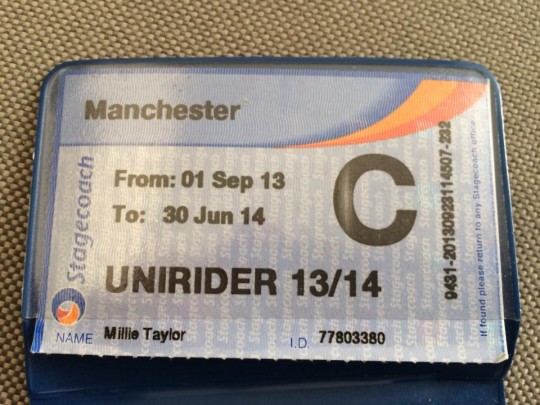 Manchester
From: 01 Sep 13
To: 30 Jun 14
C
UNIRIDER 13/14
NAME Millie Taylor
I.D. 77803380
Stagecoach
9431-20130923114507-222
If found please return to any Stagecoach office